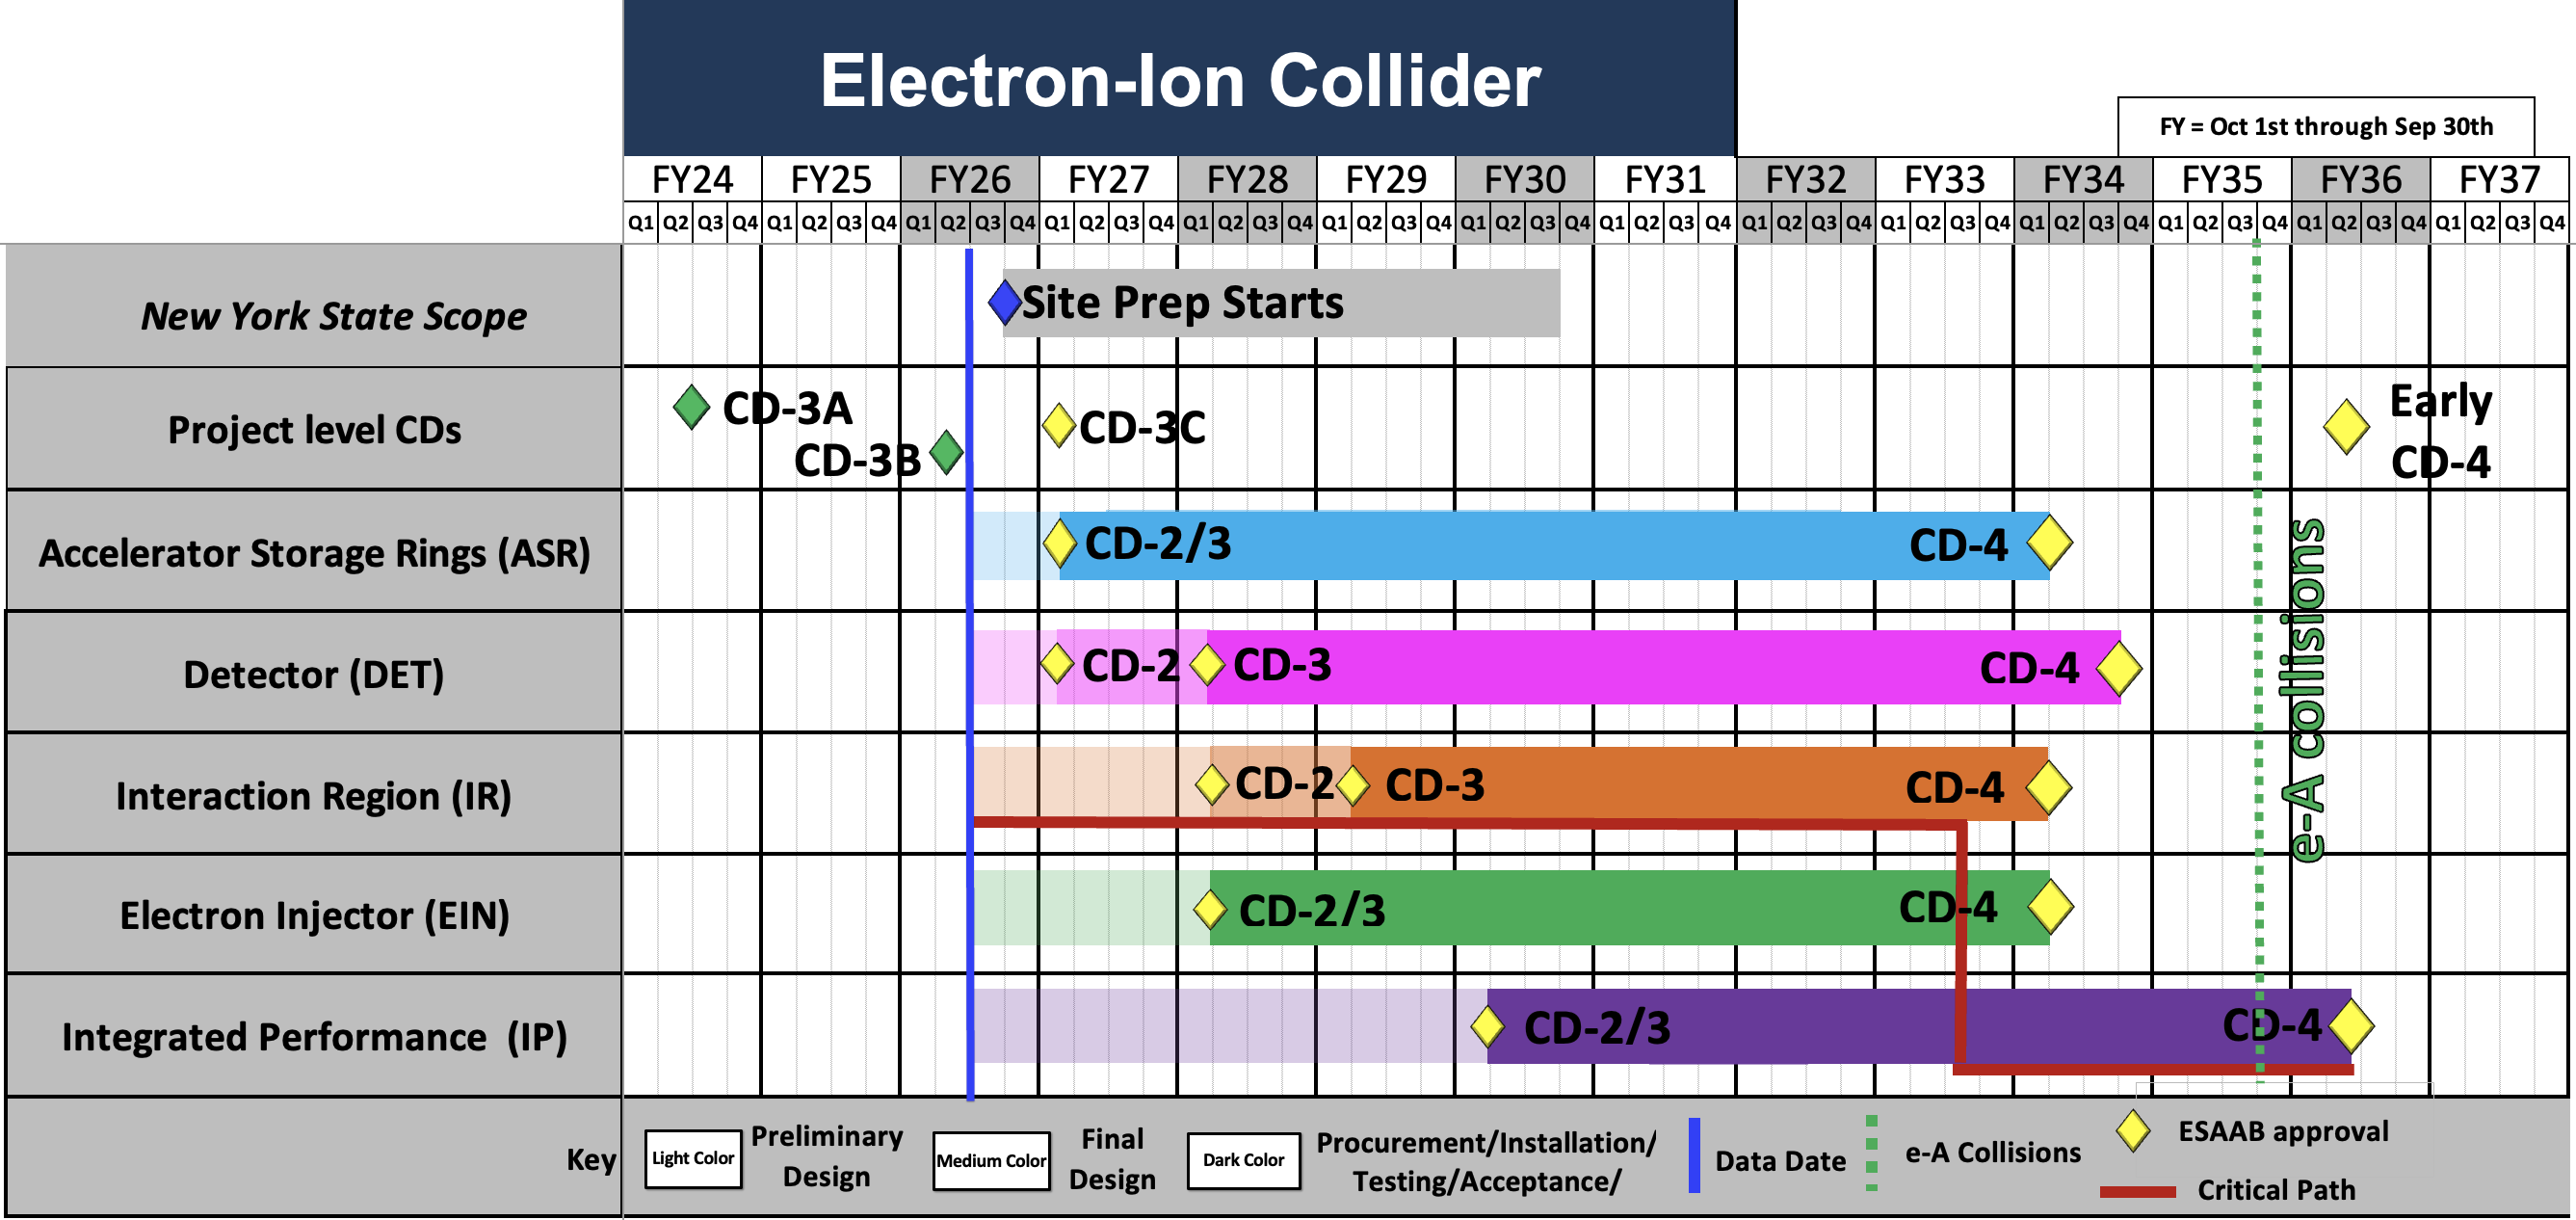 Electron-Ion Collider
FY = Oct 1st through Sep 30th
FY24 FY25 FY26 FY27 FY28 FY29 FY30 FY31 FY32 FY33 FY34 FY35 FY36 FY37
Q1 Q2 Q3 Q4 Q1 Q2 Q3 Q4 Q1 Q2 Q3 Q4 Q1 Q2 Q3 Q4 Q1 Q2 Q3 Q4 Q1 Q2 Q3 Q4 Q1 Q2 Q3 Q4 Q1 Q2 Q3 Q4 Q1 Q2 Q3 Q4 Q1 Q2 Q3 Q4 Q1 Q2 Q3 Q4 Q1 Q2 Q3 Q4 Q1 Q2 Q3 Q4 Q1 Q2 Q3 Q4
New York State Scope
Site Prep Starts
Project level CDs
CD-3A
CD-3B
CD-3C
Early
CD-4
Accelerator Storage Rings (ASR)
CD-2/3
CD-4
Detector (DET)
CD-2
CD-3
CD-4
e-A collisions
Interaction Region (IR)
CD-2
CD-3
CD-4
Electron Injector (EIN)
CD-2/3
CD-4
Integrated Performance (IP)
CD-2/3
CD-4
Key
Light Color
Preliminary
Design
Medium Color
Final
Design
Dark Color
Procurement/Installation/
Testing/Acceptance/
Data Date
e-A Collisions
ESAAB approval
Critical Path